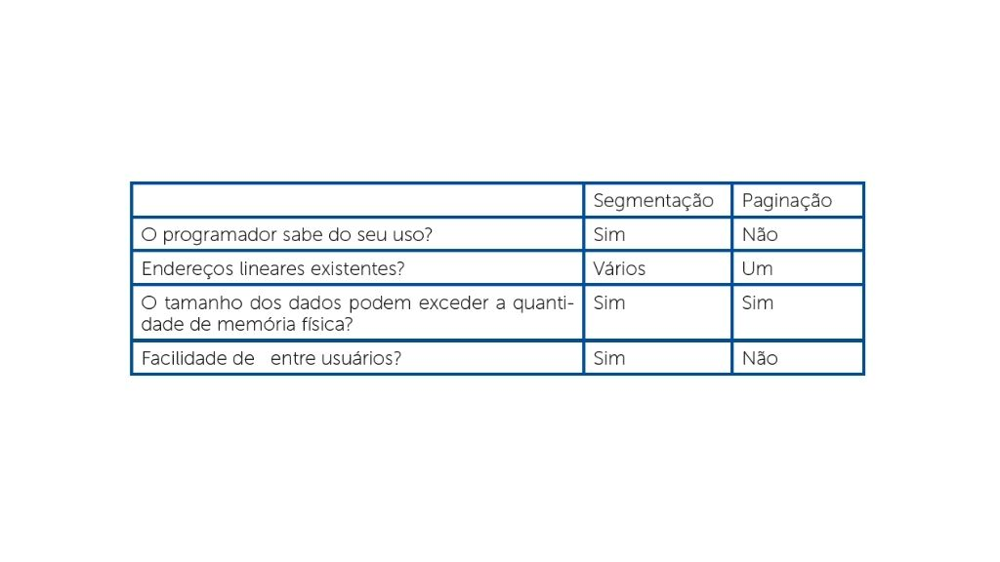 Segmentação Paginação
O programador sabe do seu uso? Sim Não
Endereços lineares existentes? Vários Um
O tamanho dos dados podem exceder a quanti- Sim Sim
dade de memória física?
Facilidade de entre usuários? Sim Não